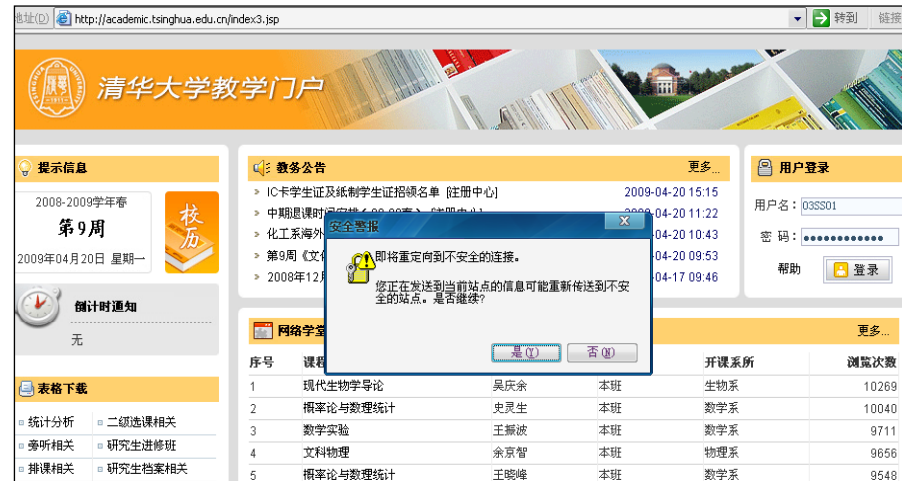 地址(D) http://academic.tsinghua.edu.cn/index3.jsp 转到 链接
清华大学教学门户
提示信息
2008-2009学年春
第9周
2009年04月20日 星期一
校历
倒计时通知
无
表格下载
统计分析 二级选课相关
旁听相关 研究生进修班
排课相关 研究生档案相关
教务公告 更多...
IC卡学生证及纸制学生证招领名单 [注册中心] 2009-04-20 15:15
中期退课时间 2009-04-20 11:22
化工系海外 -04-20 10:43
第9周《文化 -04-20 09:53
2008年12月 -04-17 09:46
安全警报
即将重定向到不安全的连接。
您正在发送到当前站点的信息可能重新传送到不安
全的站点。是否继续?
是(Y) 否(N)
用户登录
用户名: 03SS01
密 码:
帮助 登录
网络学堂 更多...
序号 课程 开课系所 浏览次数
1 现代生物学导论 吴庆余 本班 生物系 10269
2 概率论与数理统计 史灵生 本班 数学系 10040
3 数学实验 王振波 本班 数学系 9711
4 文科物理 余京智 本班 物理系 9656
5 概率论与数理统计 王晓峰 本班 数学系 9548